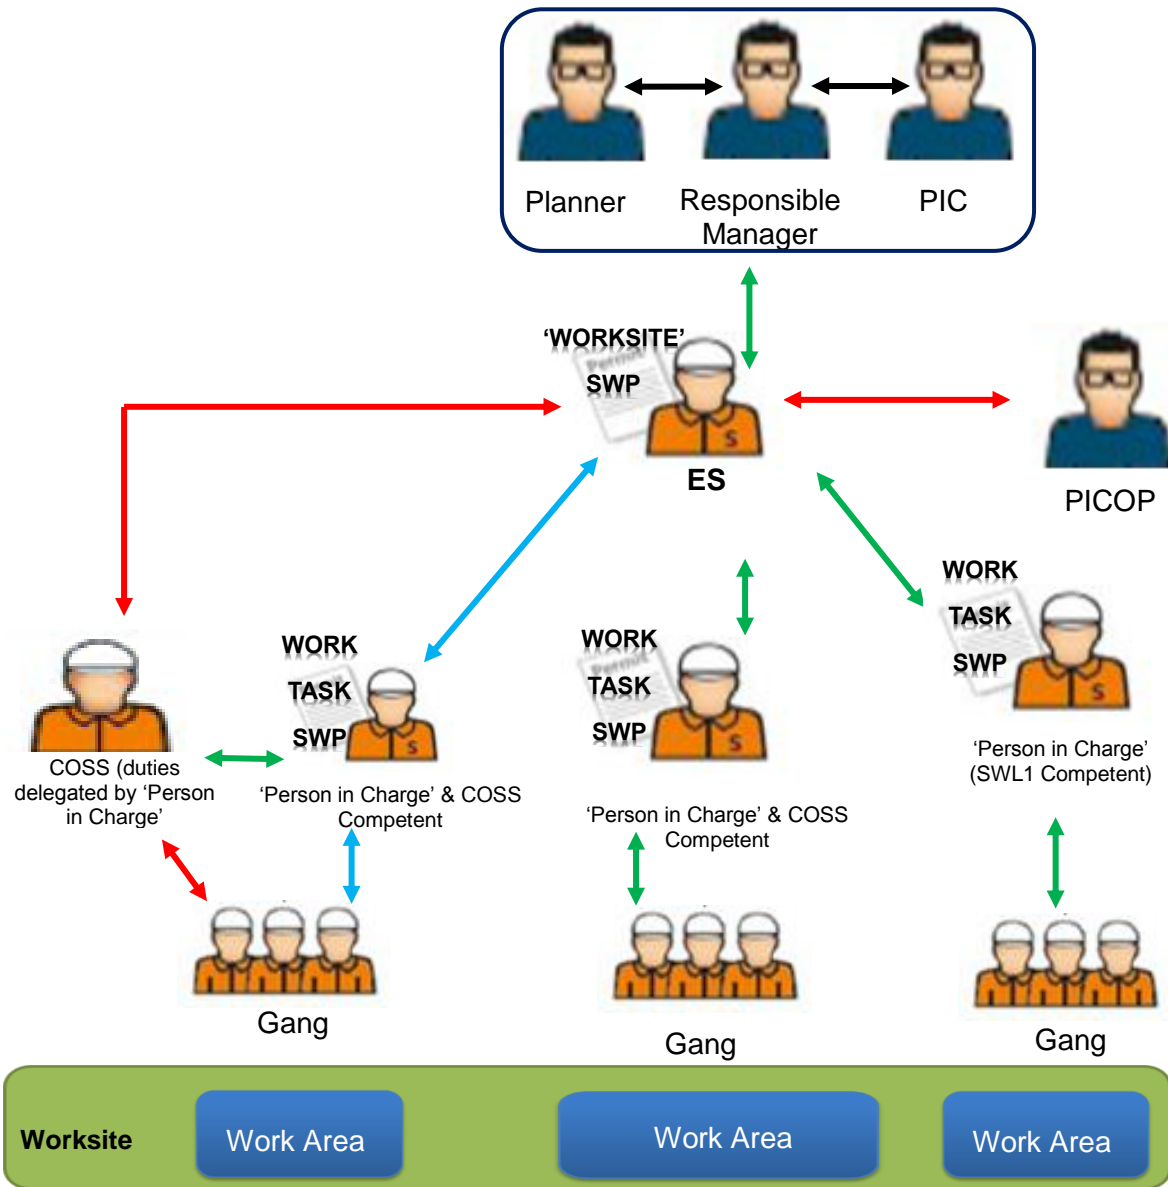 Planner
Responsible
Manager
PIC
‘WORKSITE’
Permit
SWP
S
ES
PICOP
WORK
TASK
SWP
S
‘Person in Charge’
(SWL1 Competent)
WORK
Permit
TASK
SWP
S
‘Person in Charge’ & COSS
Competent
WORK
TASK
SWP
S
‘Person in Charge’ & COSS
Competent
COSS (duties
delegated by ‘Person
in Charge’
Gang
Gang
Gang
Worksite
Work Area
Work Area
Work Area